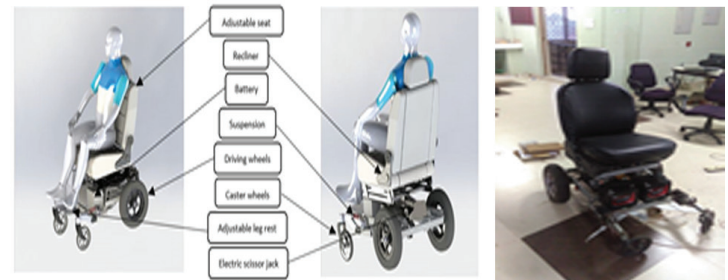 Adjustable seat
Recliner
Battery
Suspension
Driving wheels
Caster wheels
Adjustable leg rest
Electric scissor jack